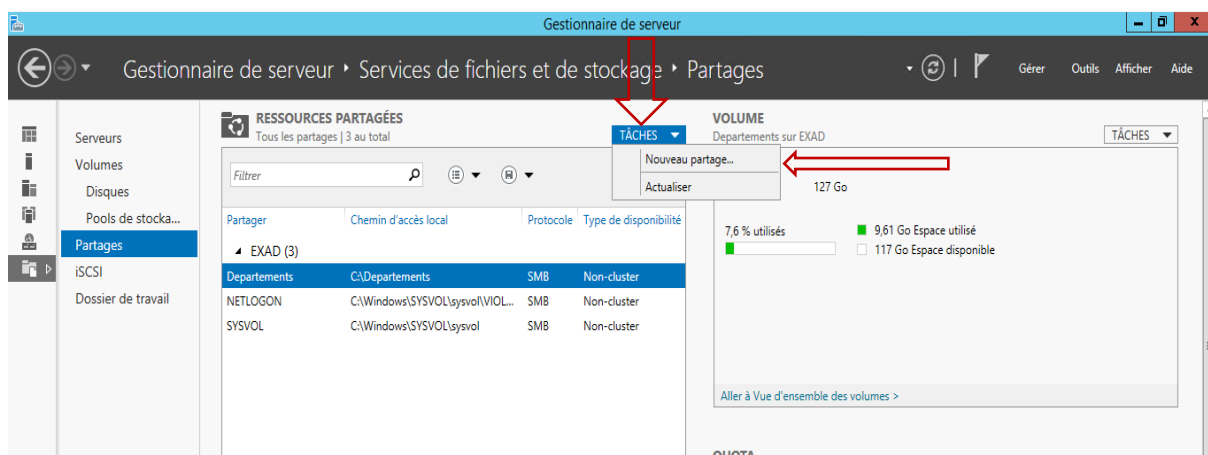 Gestionnaire de serveur
Gestionnaire de serveur ‣ Services de fichiers et de stockage ‣ Partages
Gérer Outils Afficher Aide
Serveurs
Volumes
Disques
Pools de stocka...
Partages
iSCSI
Dossier de travail
RESSOURCES PARTAGÉES
Tous les partages | 3 au total
TÂCHES
Nouveau partage...
Actualiser
Filtrer
Partager Chemin d'accès local Protocole Type de disponibilité
EXAD (3)
Departements C:\Departements SMB Non-cluster
NETLOGON C:\Windows\SYSVOL\sysvol\VIOL... SMB Non-cluster
SYSVOL C:\Windows\SYSVOL\sysvol SMB Non-cluster
VOLUME
Departements sur EXAD
TÂCHES
127 Go
7,6 % utilisés
9,61 Go Espace utilisé
117 Go Espace disponible
Aller à Vue d'ensemble des volumes >
QUOTA